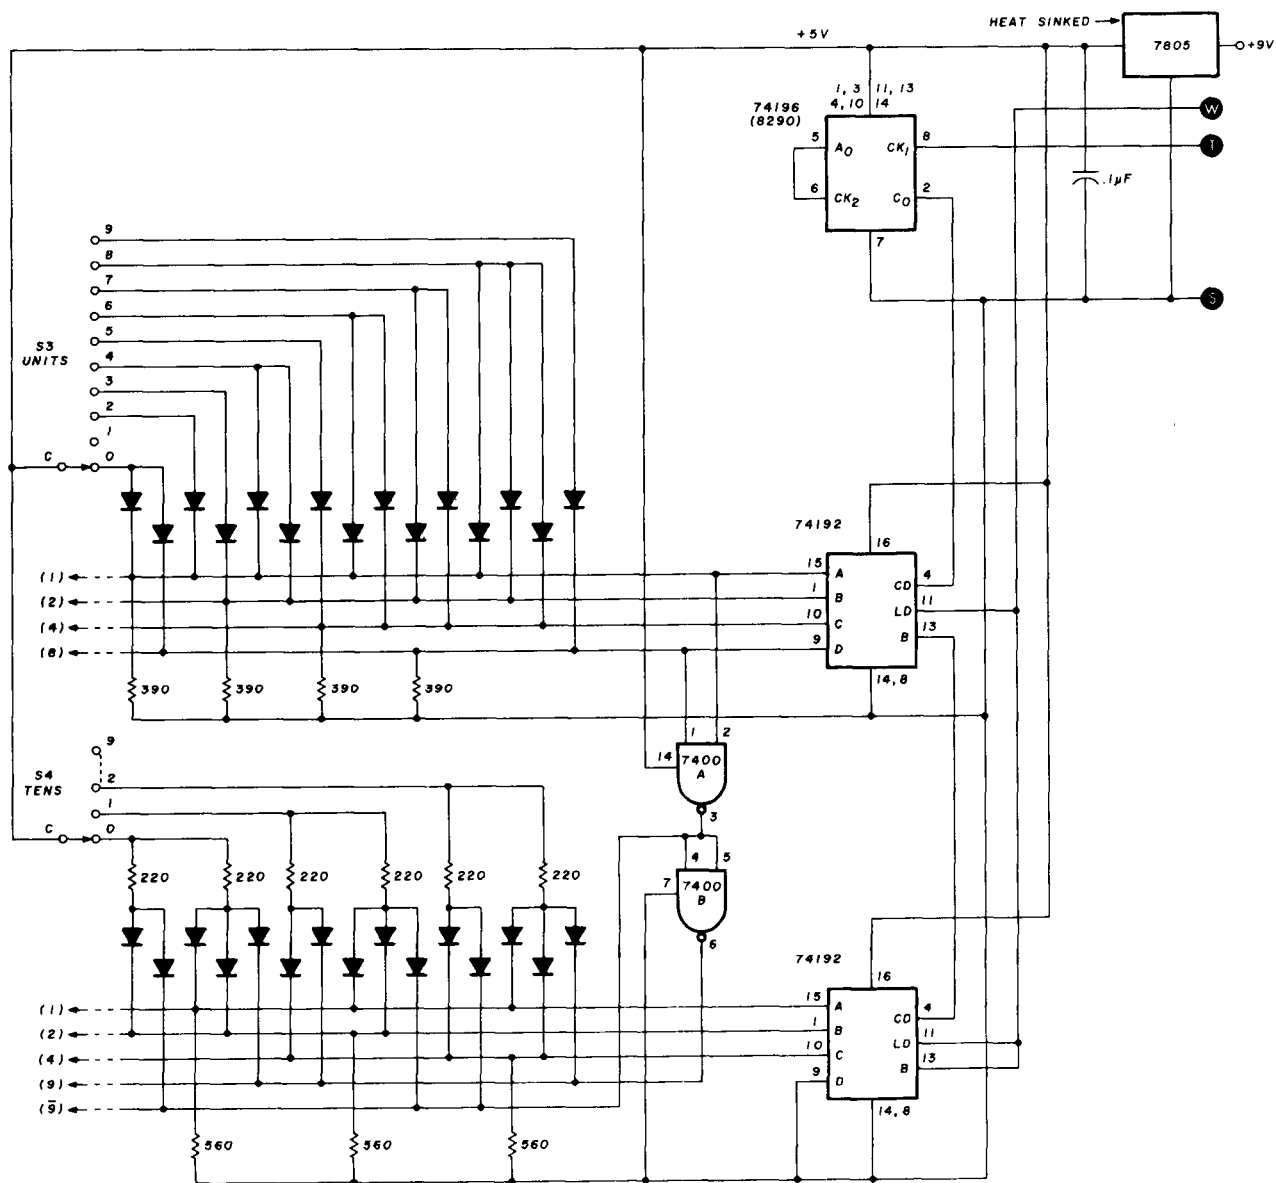 HEAT SINKED
7805
+9V
+5V
1, 3
11, 13
4, 10
14
74196
(8290)
W
5
A0
CK1
8
T
6
CK2
C0
2
.1µF
7
S
9
8
7
6
5
4
3
2
1
0
S3
UNITS
C
74192
16
(1)
15
A
CD
4
(2)
1
B
LD
11
(4)
10
C
B
13
(8)
9
D
14, 8
390
390
390
390
1
2
14
7400
A
3
9
2
1
0
S4
TENS
C
4
5
7
7400
B
6
220
220
220
220
220
220
74192
16
(1)
15
A
CD
4
(2)
1
B
LD
11
(4)
10
C
B
13
(9)
9
D
(9̅)
14, 8
560
560
560